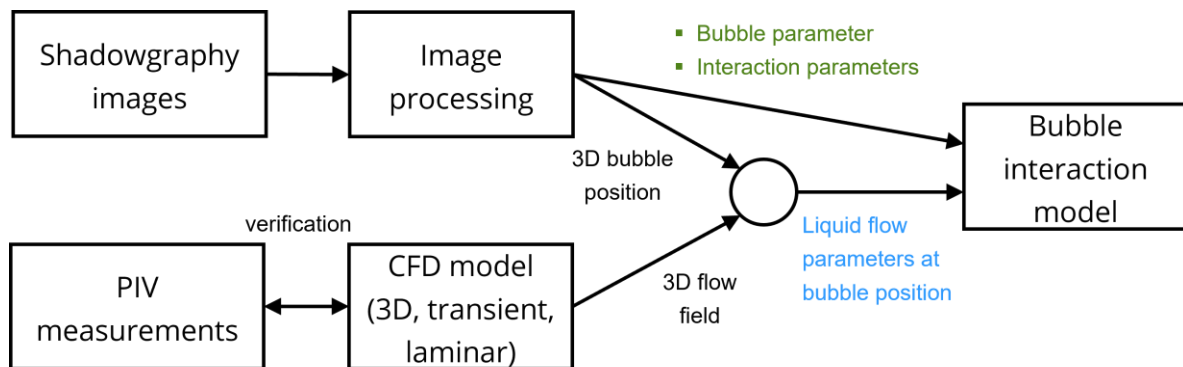 Shadowgraphy
images
Image
processing
▪ Bubble parameter
▪ Interaction parameters
Bubble
interaction
model
3D bubble
position
verification
Liquid flow
parameters at
bubble position
PIV
measurements
CFD model
(3D, transient,
laminar)
3D flow
field